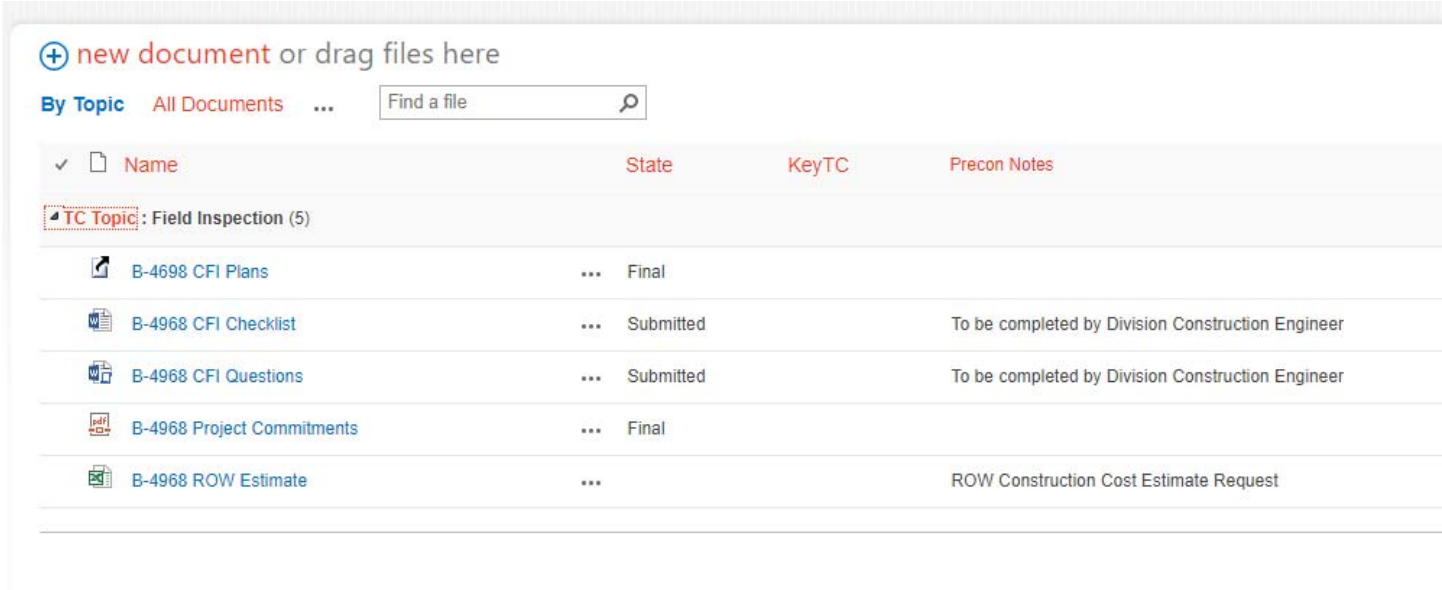 new document or drag files here
By Topic All Documents ... Find a file
Name State KeyTC Precon Notes
TC Topic : Field Inspection (5)
B-4698 CFI Plans ... Final
B-4968 CFI Checklist ... Submitted To be completed by Division Construction Engineer
B-4968 CFI Questions ... Submitted To be completed by Division Construction Engineer
pdf B-4968 Project Commitments ... Final
B-4968 ROW Estimate ... ROW Construction Cost Estimate Request